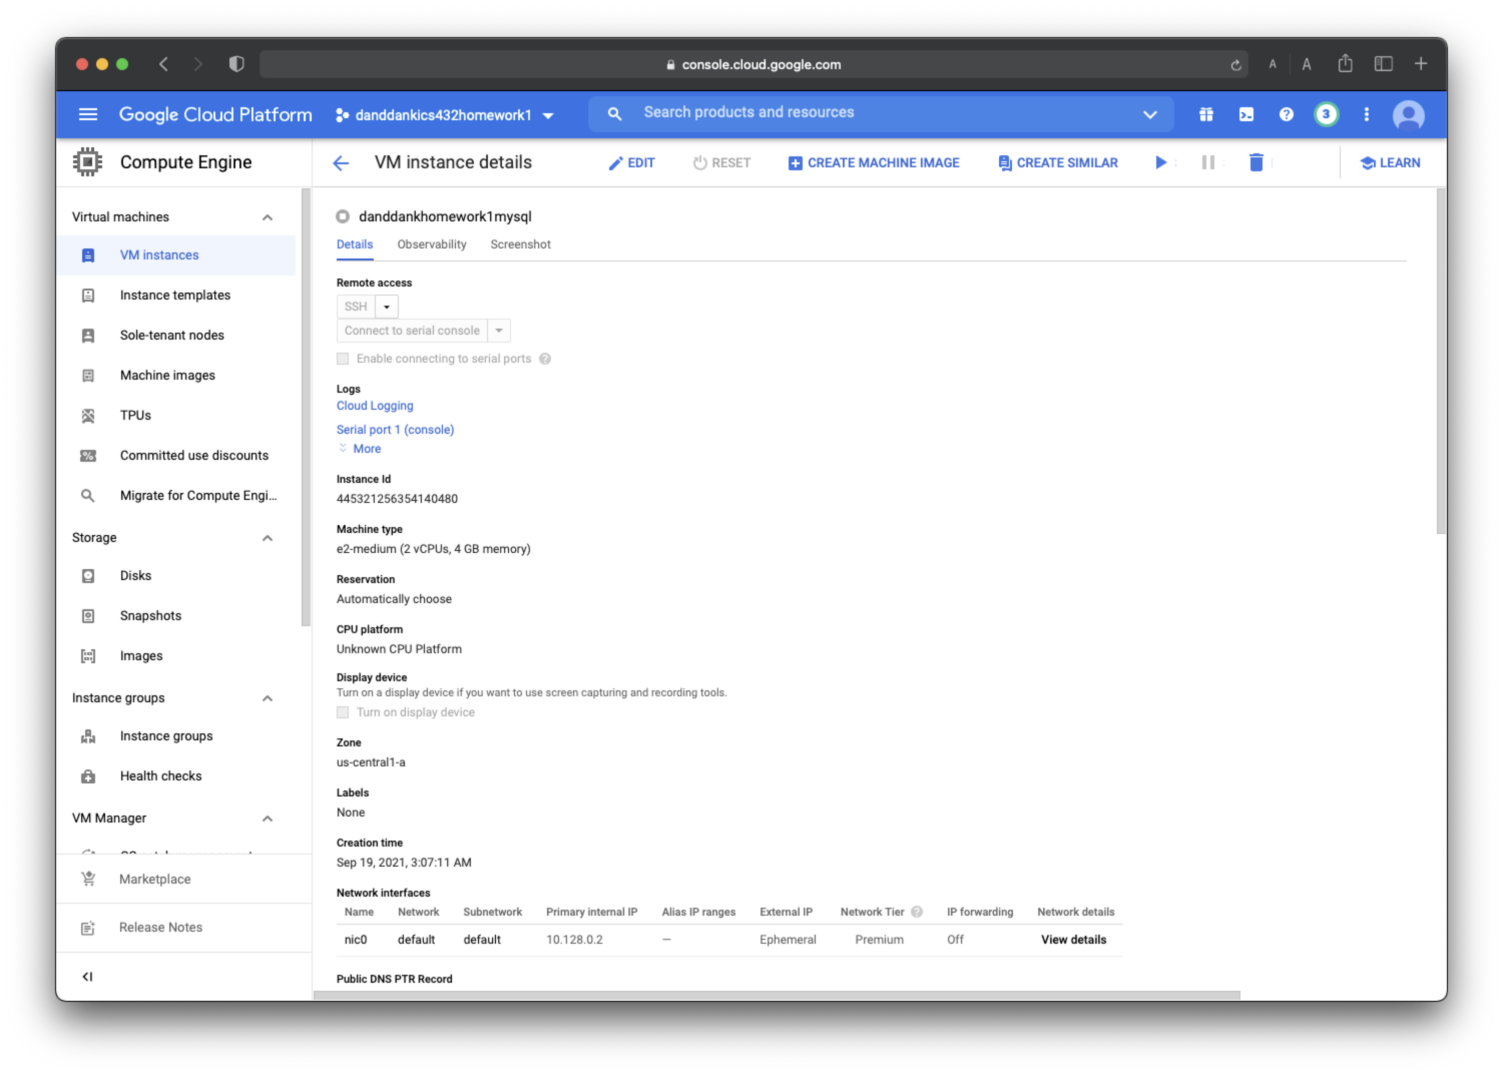 console.cloud.google.com
A A
Google Cloud Platform danddankics432homework1 Search products and resources 3
Compute Engine
VM instance details EDIT RESET CREATE MACHINE IMAGE CREATE SIMILAR LEARN
Virtual machines
VM instances
Instance templates
Sole-tenant nodes
Machine images
TPUs
Committed use discounts
Migrate for Compute Engi...
Storage
Disks
Snapshots
Images
Instance groups
Instance groups
Health checks
VM Manager
Marketplace
Release Notes
danddankhomework1mysql
Details Observability Screenshot
Remote access
SSH
Connect to serial console
Enable connecting to serial ports
Logs
Cloud Logging
Serial port 1 (console)
More
Instance Id
445321256354140480
Machine type
e2-medium (2 vCPUs, 4 GB memory)
Reservation
Automatically choose
CPU platform
Unknown CPU Platform
Display device
Turn on a display device if you want to use screen capturing and recording tools.
Turn on display device
Zone
us-central1-a
Labels
None
Creation time
Sep 19, 2021, 3:07:11 AM
Network interfaces
Name Network Subnetwork Primary internal IP Alias IP ranges External IP Network Tier IP forwarding Network details
nic0 default default 10.128.0.2 — Ephemeral Premium Off View details
Public DNS PTR Record